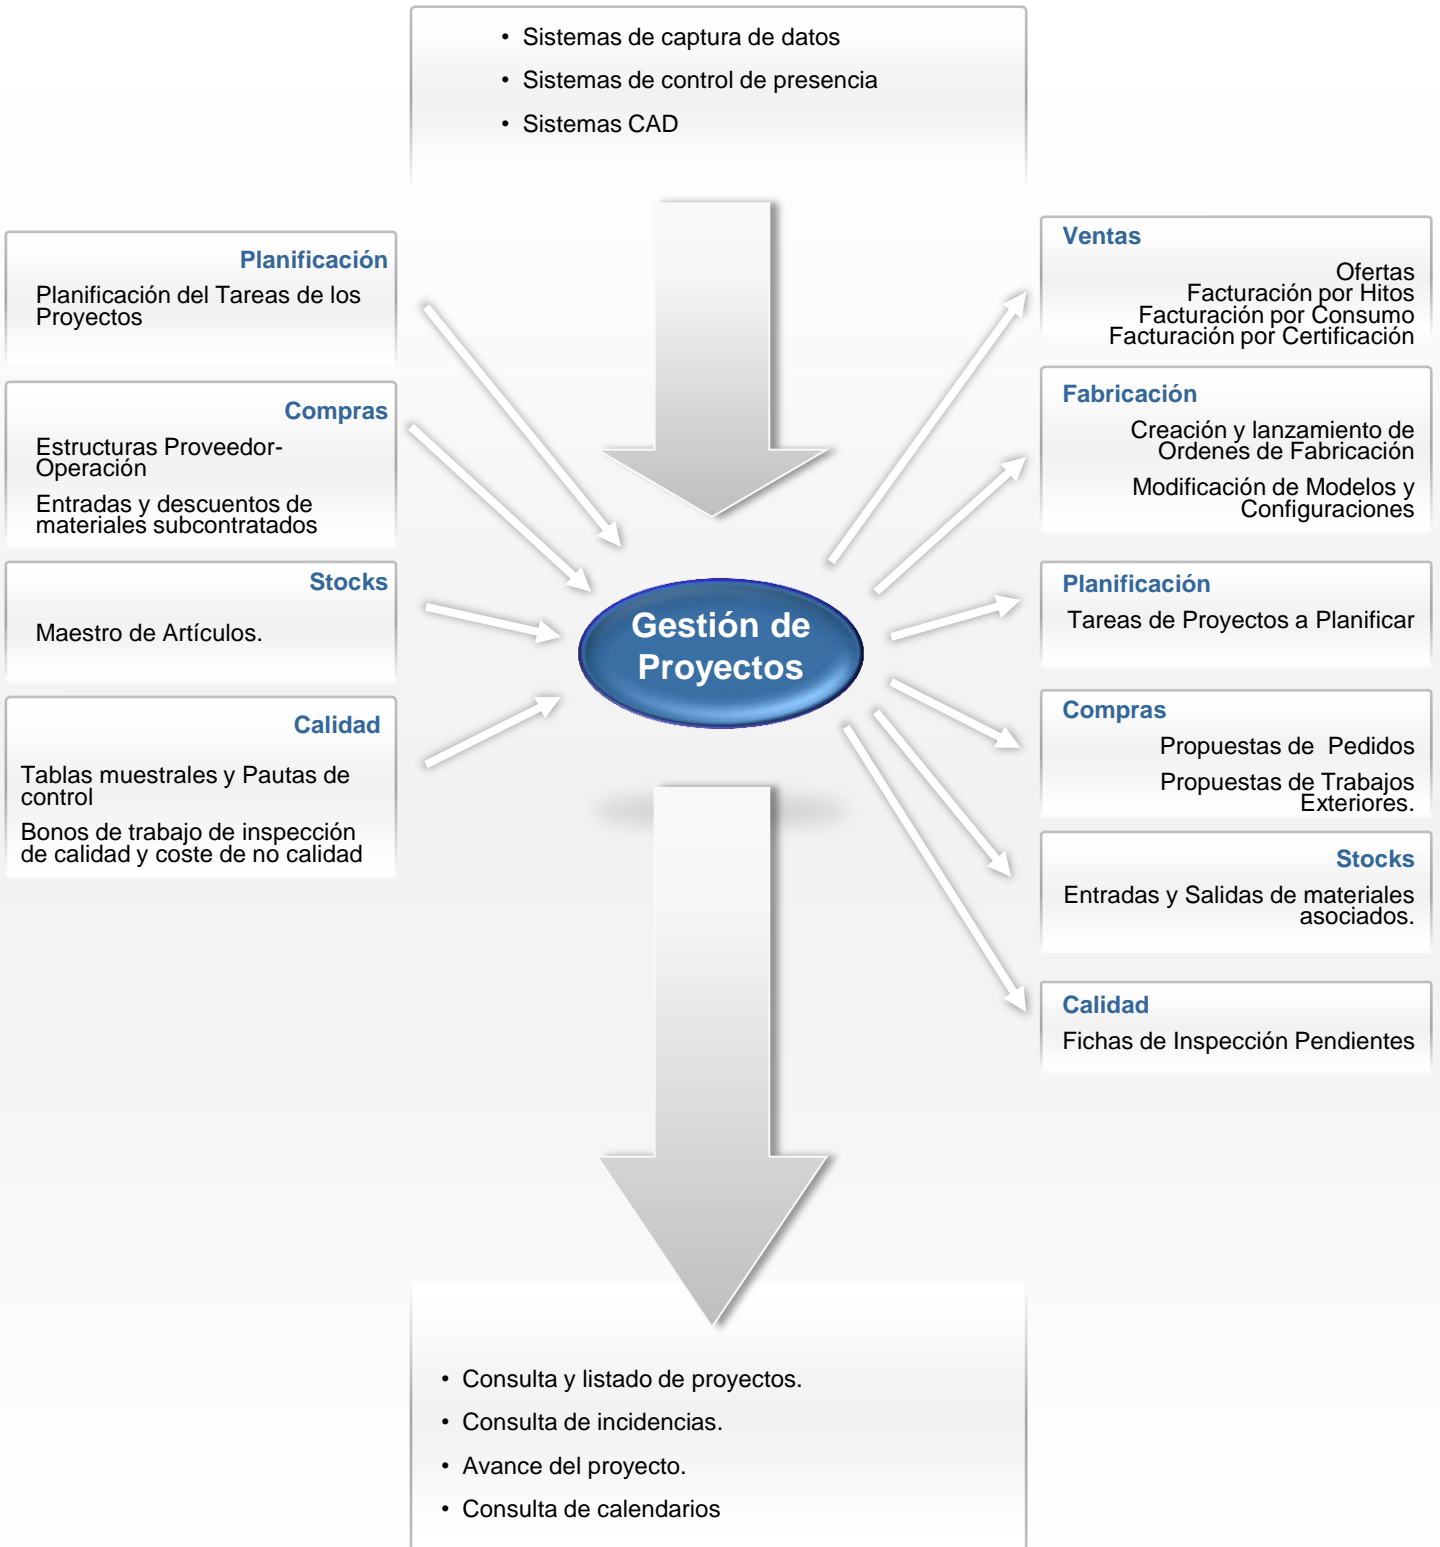 • Sistemas de captura de datos
• Sistemas de control de presencia
• Sistemas CAD
Planificación
Planificación del Tareas de los
Proyectos
Compras
Estructuras Proveedor-
Operación
Entradas y descuentos de
materiales subcontratados
Stocks
Maestro de Artículos.
Calidad
Tablas muestrales y Pautas de
control
Bonos de trabajo de inspección
de calidad y coste de no calidad
Gestión de
Proyectos
Ventas
Ofertas
Facturación por Hitos
Facturación por Consumo
Facturación por Certificación
Fabricación
Creación y lanzamiento de
Ordenes de Fabricación
Modificación de Modelos y
Configuraciones
Planificación
Tareas de Proyectos a Planificar
Compras
Propuestas de  Pedidos
Propuestas de Trabajos
Exteriores.
Stocks
Entradas y Salidas de materiales
asociados.
Calidad
Fichas de Inspección Pendientes
• Consulta y listado de proyectos.
• Consulta de incidencias.
• Avance del proyecto.
• Consulta de calendarios